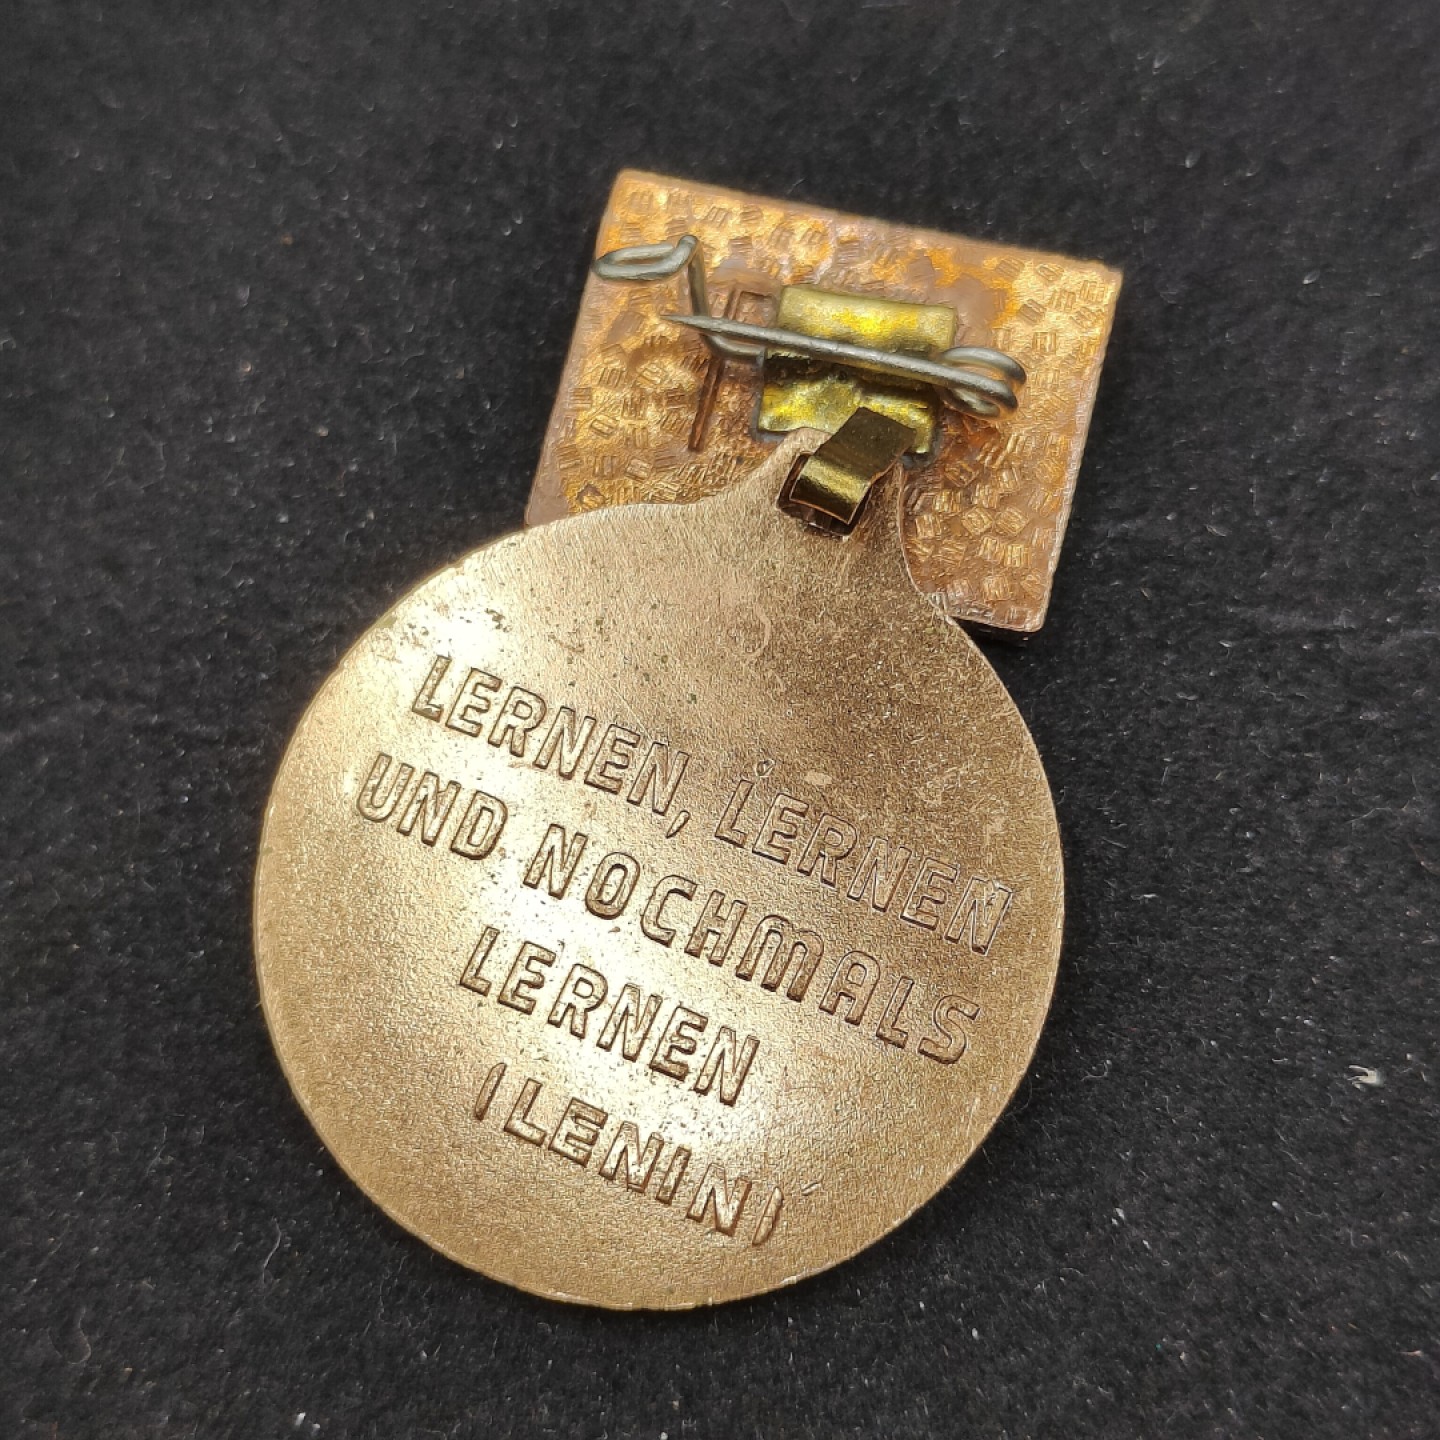 LERNEN, LERNEN
UND NOCHMALS
LERNEN
(LENIN)